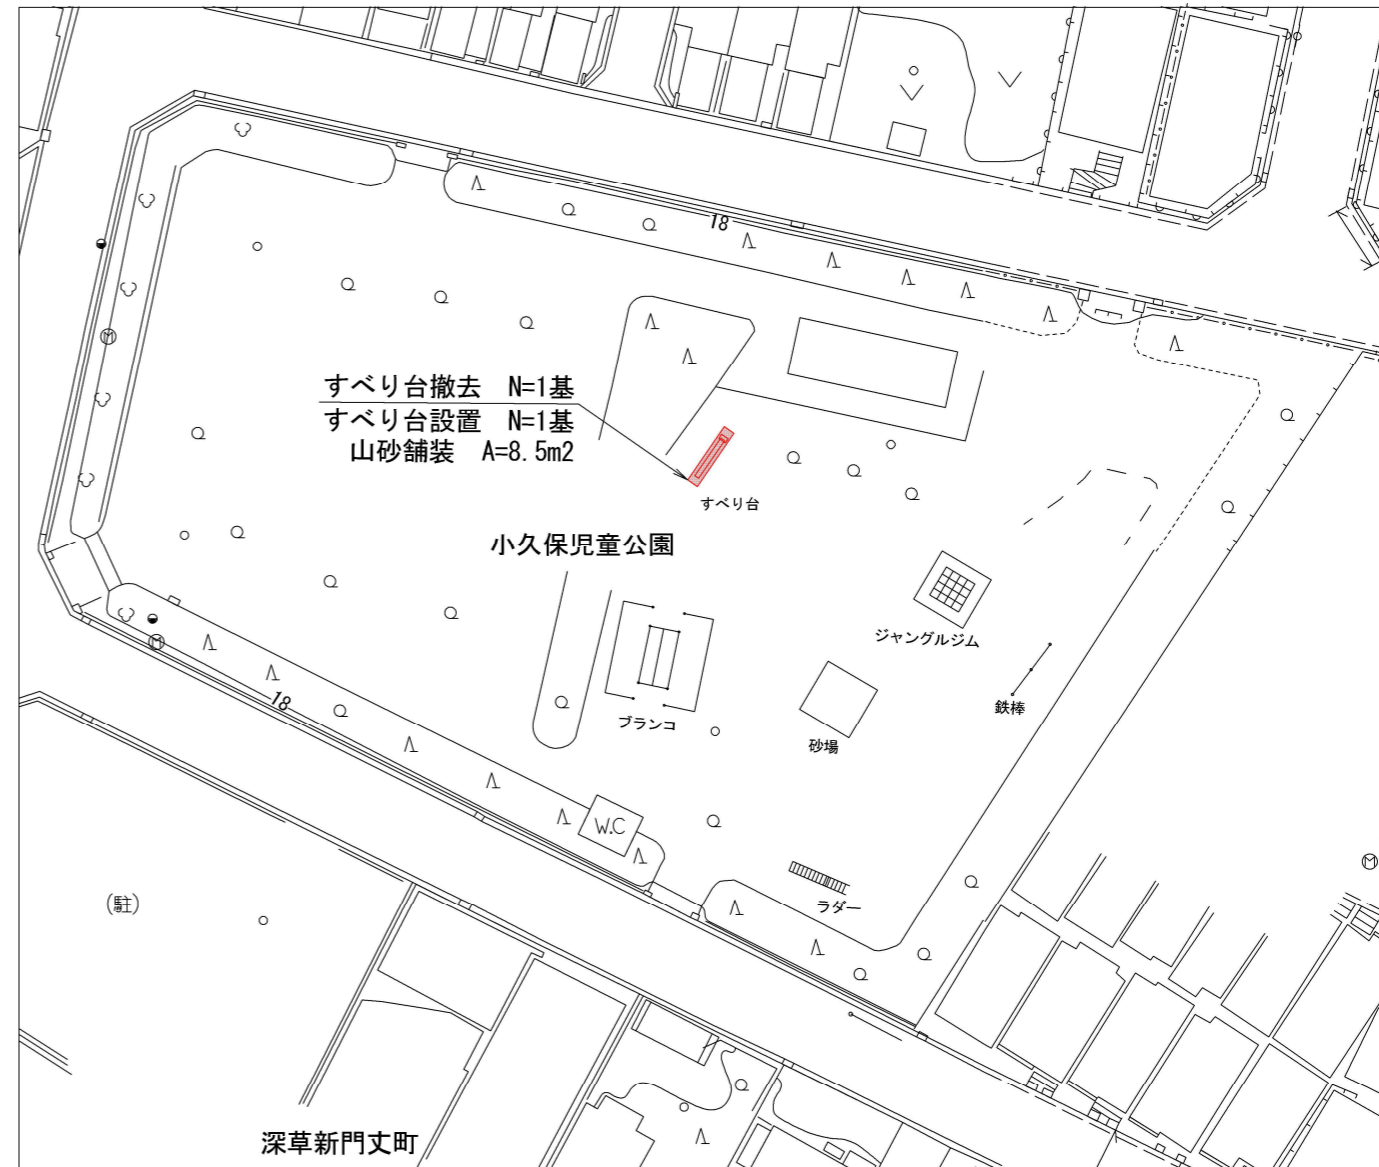 18
すべり台撤去 N=1基
すべり台設置 N=1基
山砂舗装 A=8.5m2
すべり台
小久保児童公園
ジャングルジム
鉄棒
砂場
ブランコ
18
W.C
ラダー
(駐)
深草新門丈町